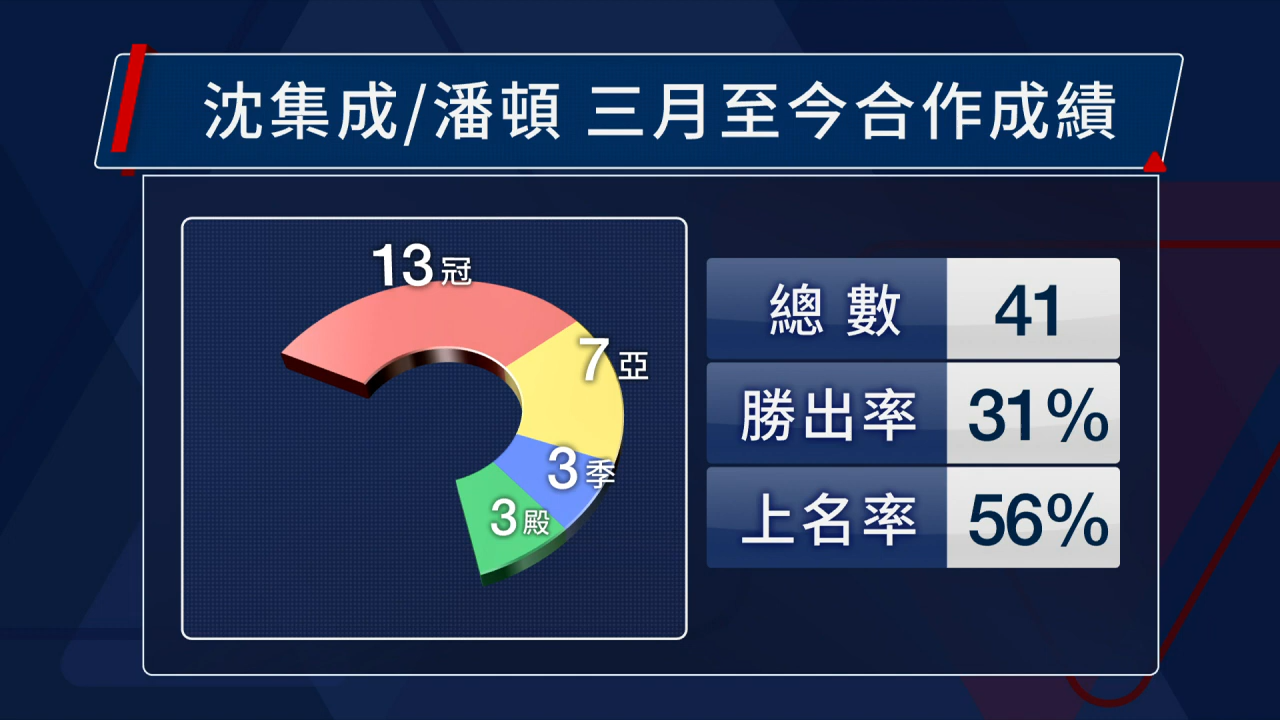 沈集成/潘頓 三月至今合作成績
13冠
7亞
3季
3殿
總數 41
勝出率 31%
上名率 56%